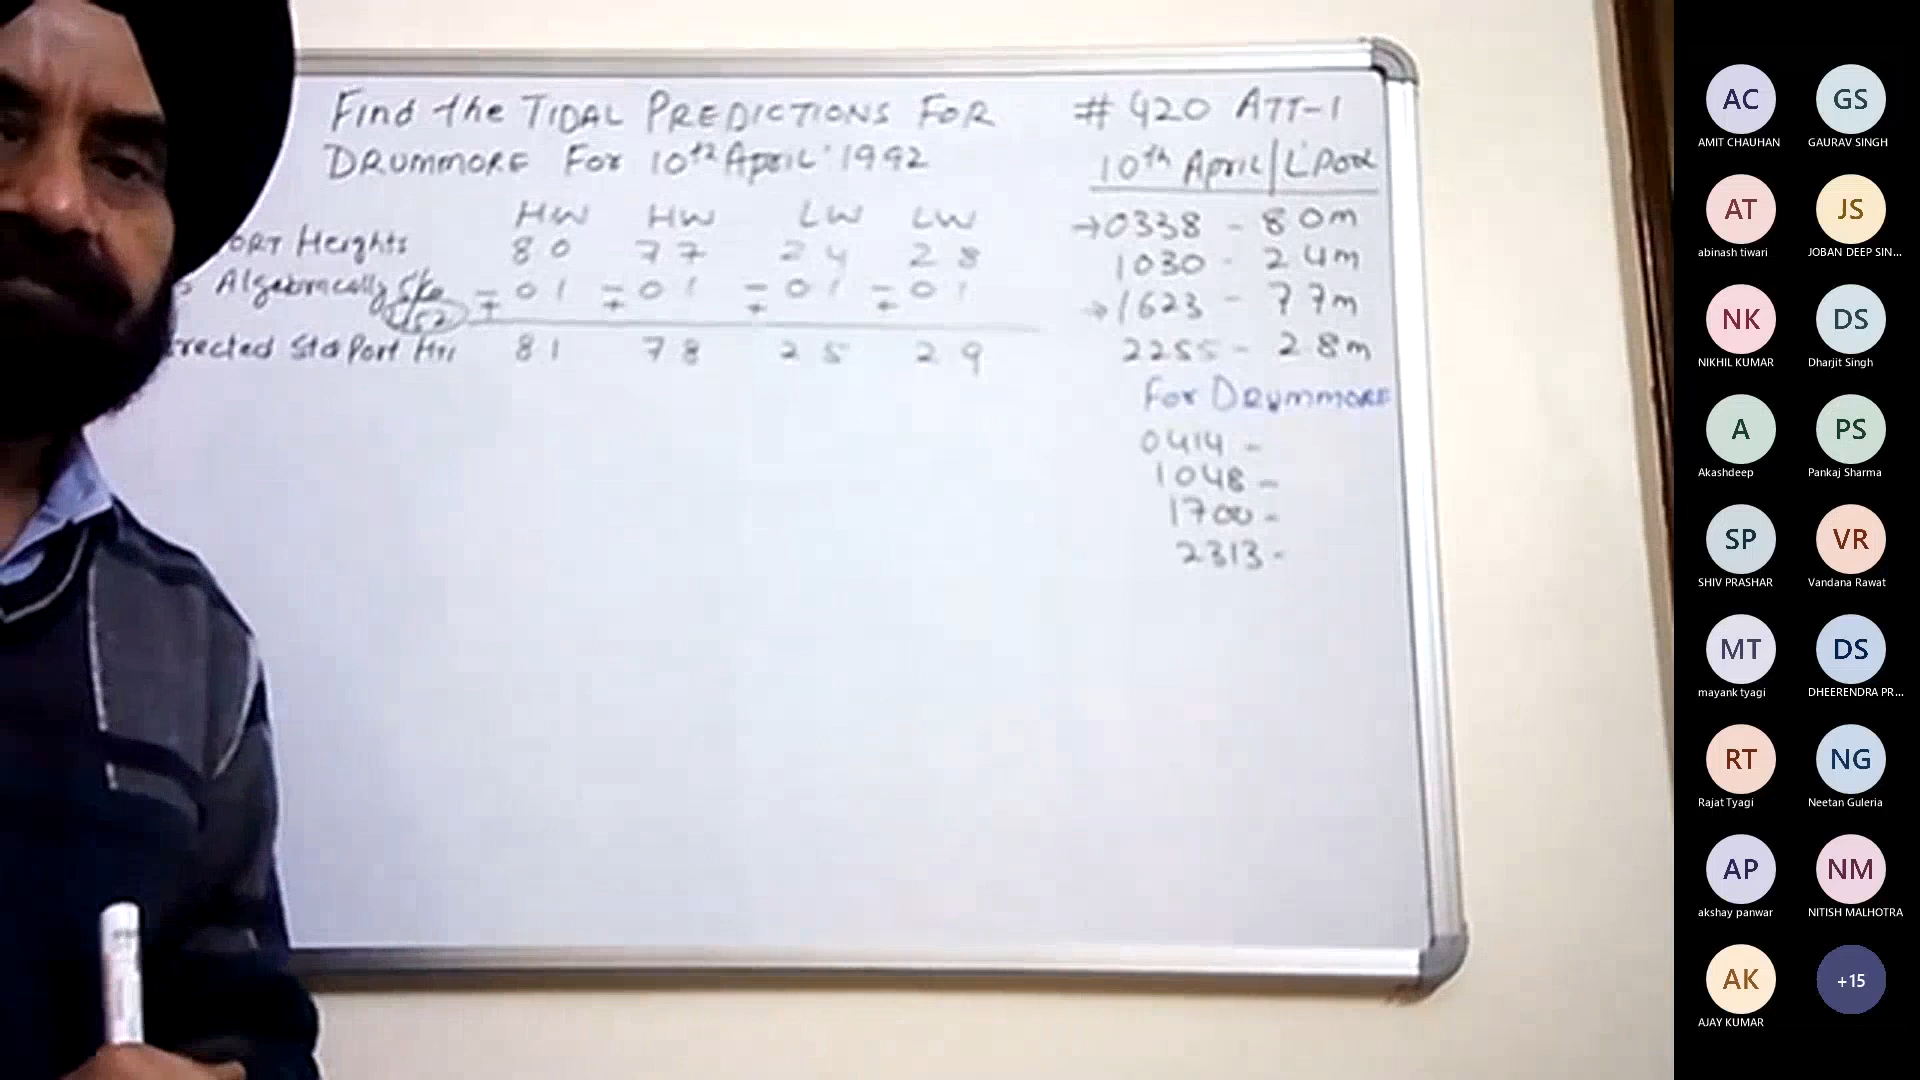 Find the TIDAL PREDICTIONS FOR
DRUMMORE FOR 10th April 1992
HW HW LW LW
ORT Heights 8 0 7 7 2 4 2 8
Algebrically 0 1 0 1 0 1 0 1
rected Std Port Htn 8 1 7 8 2 5 2 9
# 420 ATT-1
10th April/L'Pool
→0338 - 8 0m
1030 - 2 4m
→1623 - 7 7m
2255 - 2 8m
For DRUMMORE
0414 -
1048 -
1700 -
2313 -
AC
AMIT CHAUHAN
GS
GAURAV SINGH
AT
abinash tiwari
JS
JOBAN DEEP SIN...
NK
NIKHIL KUMAR
DS
Dharjit Singh
A
Akashdeep
PS
Pankaj Sharma
SP
SHIV PRASHAR
VR
Vandana Rawat
MT
mayank tyagi
DS
DHEERENDRA PR...
RT
Rajat Tyagi
NG
Neetan Guleria
AP
akshay panwar
NM
NITISH MALHOTRA
AK
AJAY KUMAR
+15